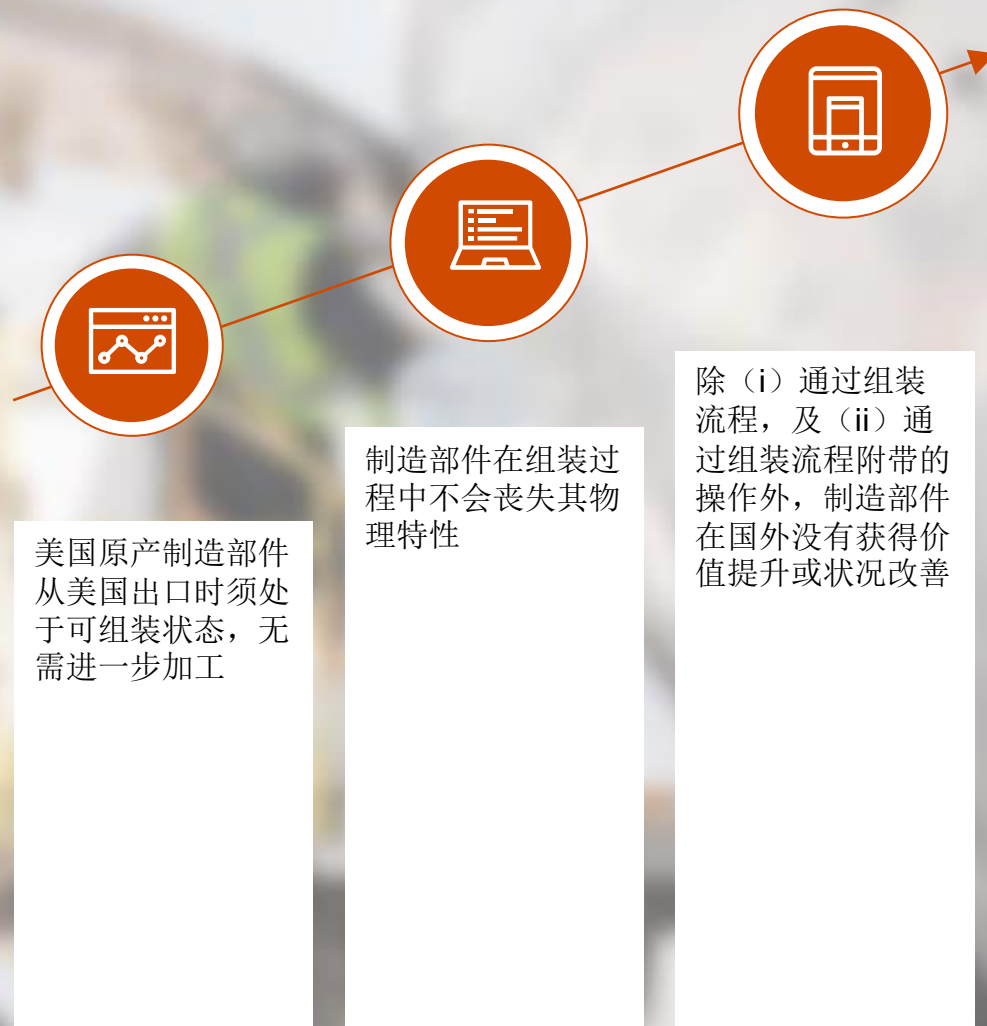 美国原产制造部件
从美国出口时须处
于可组装状态，无
需进一步加工
制造部件在组装过
程中不会丧失其物
理特性
除（i）通过组装
流程，及（ii）通
过组装流程附带的
操作外，制造部件
在国外没有获得价
值提升或状况改善